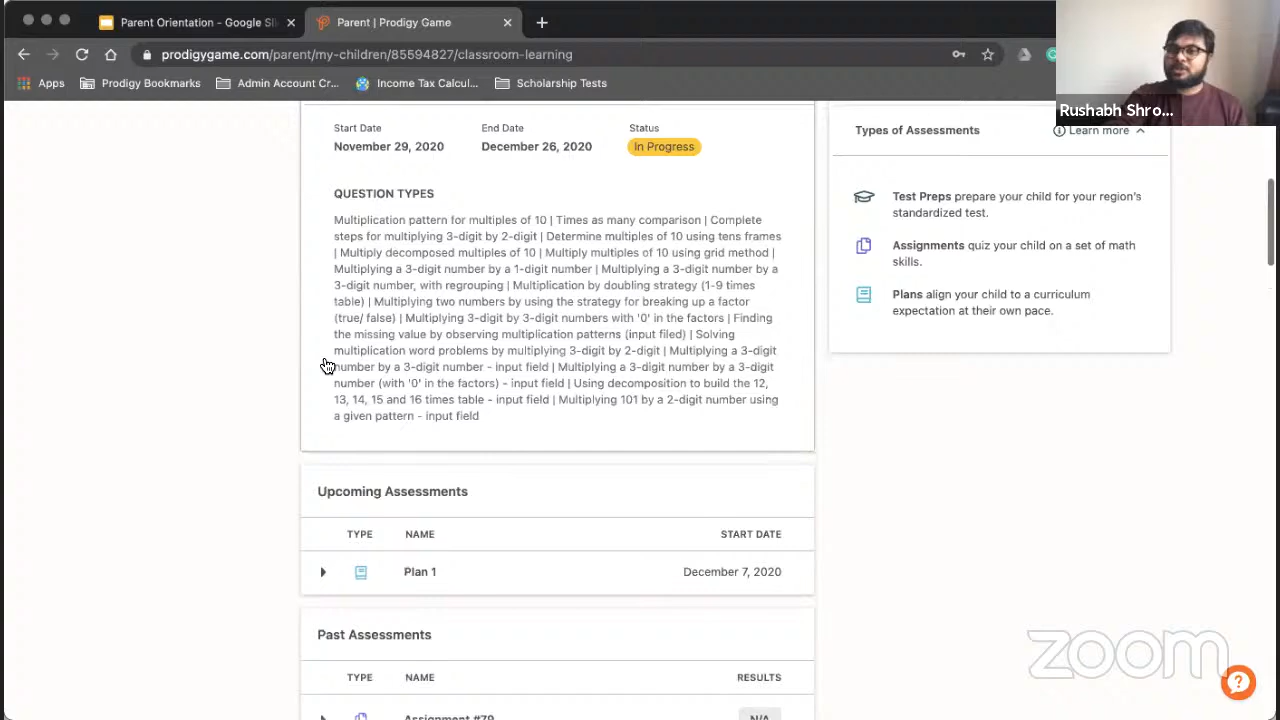 Parent Orientation - Google Sli
Parent | Prodigy Game
prodigygame.com/parent/my-children/85594827/classroom-learning
Apps
Prodigy Bookmarks
Admin Account Cr...
Income Tax Calcul...
Scholarship Tests
Rushabh Shro...
Start Date
End Date
Status
November 29, 2020
December 26, 2020
In Progress
QUESTION TYPES
Multiplication pattern for multiples of 10 | Times as many comparison | Complete
steps for multiplying 3-digit by 2-digit | Determine multiples of 10 using tens frames
| Multiply decomposed multiples of 10 | Multiply multiples of 10 using grid method |
Multiplying a 3-digit number by a 1-digit number | Multiplying a 3-digit number by a
3-digit number, with regrouping | Multiplication by doubling strategy (1-9 times
table) | Multiplying two numbers by using the strategy for breaking up a factor
(true/ false) | Multiplying 3-digit by 3-digit numbers with '0' in the factors | Finding
the missing value by observing multiplication patterns (input filed) | Solving
multiplication word problems by multiplying 3-digit by 2-digit | Multiplying a 3-digit
number by a 3-digit number - input field | Multiplying a 3-digit number by a 3-digit
number (with '0' in the factors) - input field | Using decomposition to build the 12,
13, 14, 15 and 16 times table - input field | Multiplying 101 by a 2-digit number using
a given pattern - input field
Types of Assessments
Learn more
Test Preps prepare your child for your region's
standardized test.
Assignments quiz your child on a set of math
skills.
Plans align your child to a curriculum
expectation at their own pace.
Upcoming Assessments
TYPE
NAME
START DATE
Plan 1
December 7, 2020
Past Assessments
TYPE
NAME
RESULTS
Assignment #79
N/A
zoom